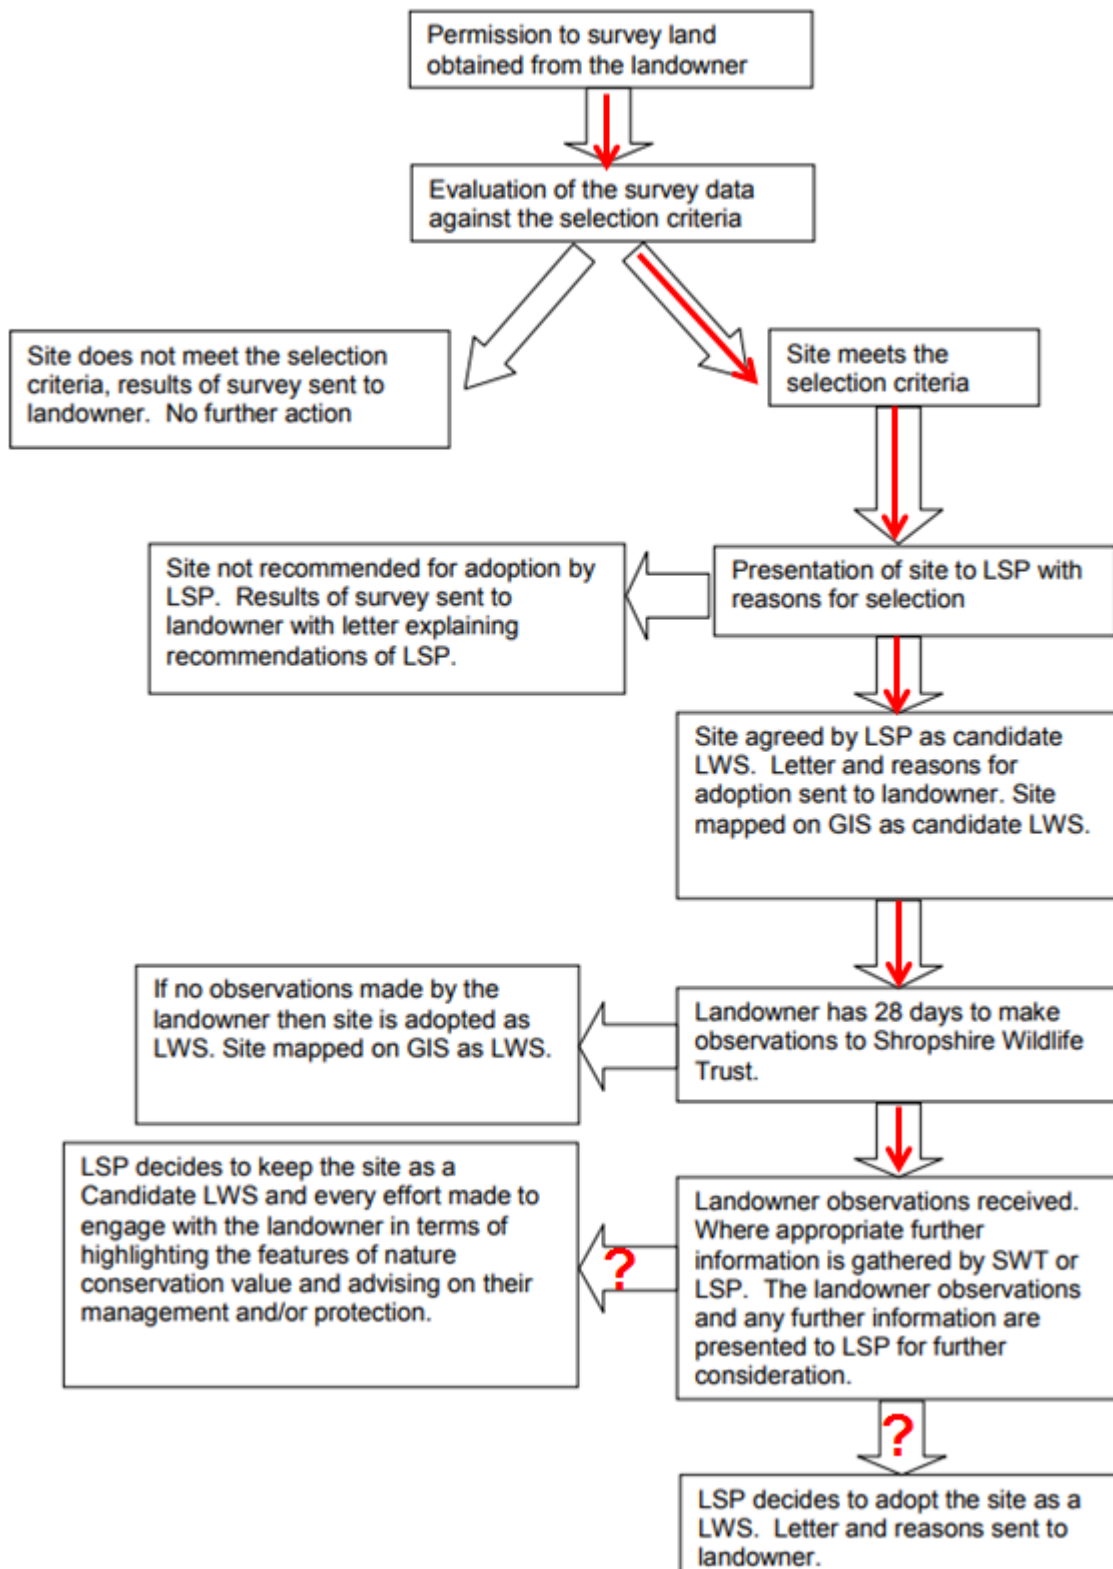 Permission to survey land
obtained from the landowner
Evaluation of the survey data
against the selection criteria
Site does not meet the selection
criteria, results of survey sent to
landowner.  No further action
Site meets the
selection criteria
Site not recommended for adoption by
LSP.  Results of survey sent to
landowner with letter explaining
recommendations of LSP.
Presentation of site to LSP with
reasons for selection
Site agreed by LSP as candidate
LWS.  Letter and reasons for
adoption sent to landowner. Site
mapped on GIS as candidate LWS.
If no observations made by the
landowner then site is adopted as
LWS. Site mapped on GIS as LWS.
Landowner has 28 days to make
observations to Shropshire Wildlife
Trust.
LSP decides to keep the site as a
Candidate LWS and every effort made to
engage with the landowner in terms of
highlighting the features of nature
conservation value and advising on their
management and/or protection.
?
Landowner observations received.
Where appropriate further
information is gathered by SWT or
LSP.  The landowner observations
and any further information are
presented to LSP for further
consideration.
?
LSP decides to adopt the site as a
LWS.  Letter and reasons sent to
landowner.